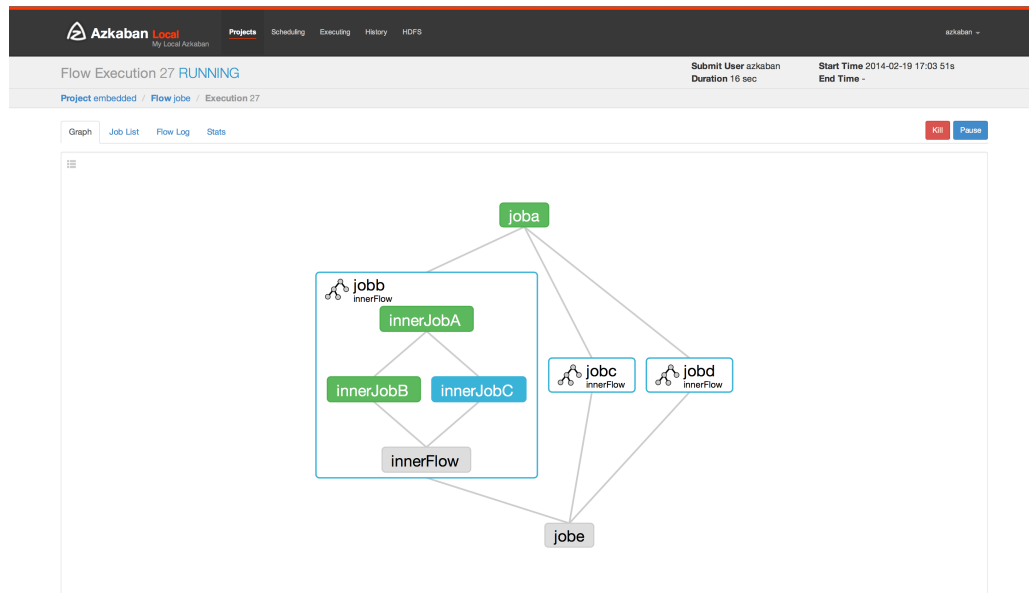 Azkaban Local
My Local Azkaban
Projects Scheduling Executing History HDFS
azkaban
Flow Execution 27 RUNNING
Submit User azkaban
Duration 16 sec
Start Time 2014-02-19 17:03 51s
End Time -
Project embedded / Flow jobe / Execution 27
Graph Job List Flow Log Stats
Kill Pause
joba
jobb
innerFlow
innerJobA
innerJobB innerJobC
innerFlow
jobc
innerFlow
jobd
innerFlow
jobe